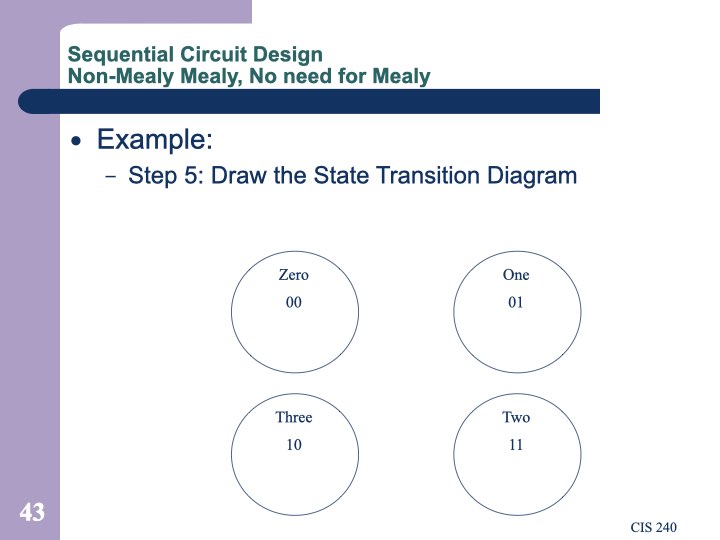 Sequential Circuit Design
Non-Mealy Mealy, No need for Mealy
• Example:
– Step 5: Draw the State Transition Diagram
Zero
00
One
01
Three
10
Two
11
43
CIS 240